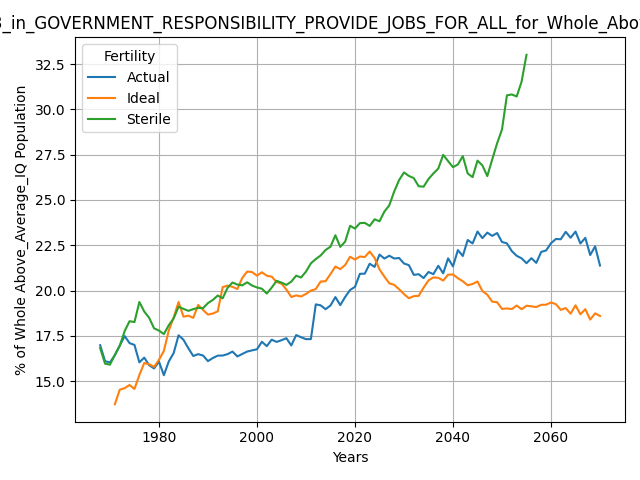 _in_GOVERNMENT_RESPONSIBILITY_PROVIDE_JOBS_FOR_ALL_for_Whole_Abo
% of Whole Above_Average_IQ Population
Fertility
Actual
Ideal
Sterile
32.5
30.0
27.5
25.0
22.5
20.0
17.5
15.0
1980
2000
2020
2040
2060
Years